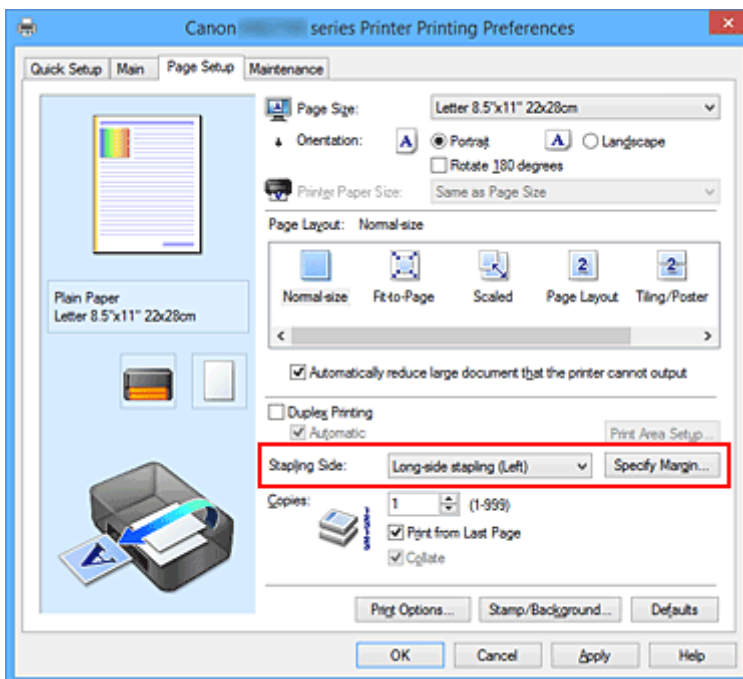 Canon series Printer Printing Preferences
Quick Setup Main Page Setup Maintenance
Page Size: Letter 8.5"x11" 22x28cm
Orientation: A Portrait A Landscape
Rotate 180 degrees
Printer Paper Size: Same as Page Size
Page Layout: Normal-size
2 2
Normal-size Fit-to-Page Scaled Page Layout Tiling/Poster
Plain Paper
Letter 8.5"x11" 22x28cm
Automatically reduce large document that the printer cannot output
Duplex Printing
Automatic Print Area Setup...
Stapling Side: Long-side stapling (Left) Specify Margin...
Copies: 1 (1-999)
Print from Last Page
Collate
A
Print Options... Stamp/Background... Defaults
OK Cancel Apply Help